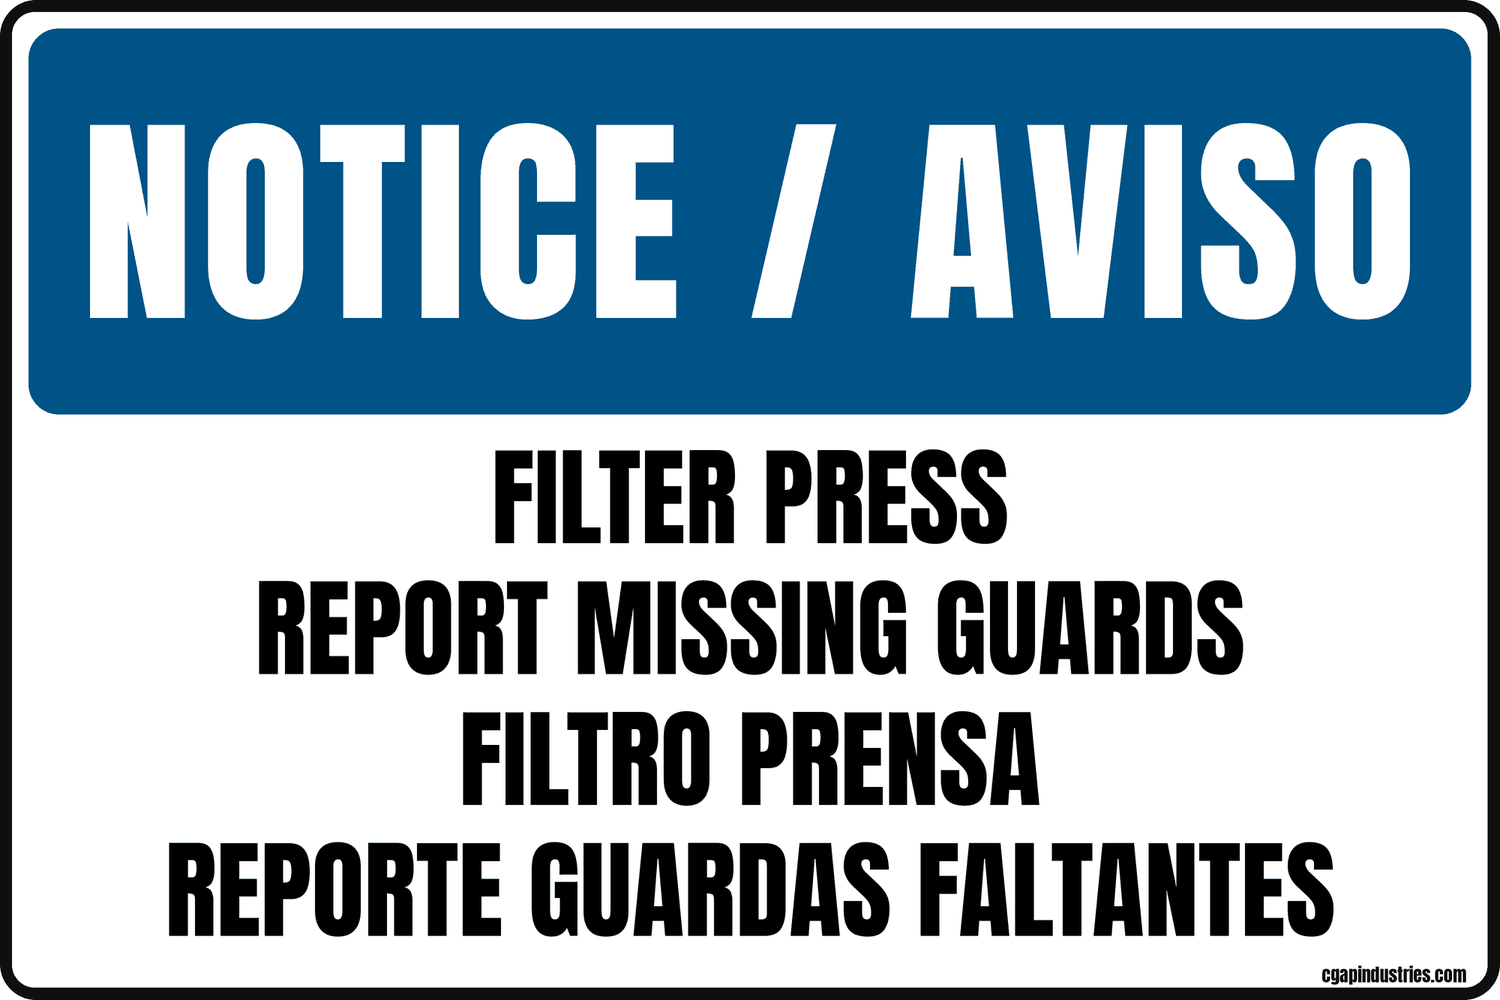 NOTICE / AVISO
FILTER PRESS
REPORT MISSING GUARDS
FILTRO PRENSA
REPORTE GUARDAS FALTANTES
cgapindustries.com